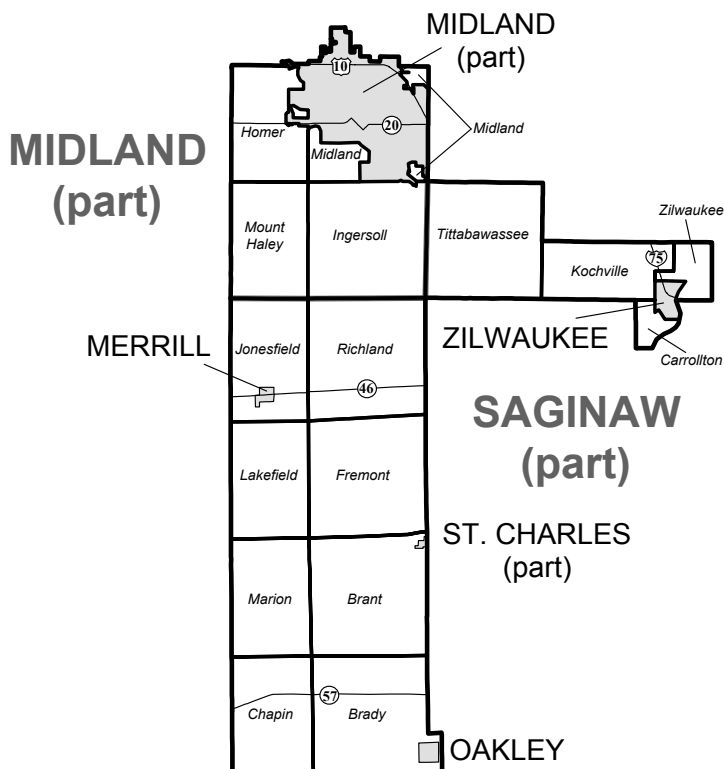 MIDLAND
(part)
10
20
Midland
Homer
Midland
MIDLAND
(part)
Mount
Haley
Ingersoll
Tittabawassee
Zilwaukee
75
Kochville
MERRILL
Jonesfield
Richland
ZILWAUKEE
Carrollton
46
SAGINAW
(part)
Lakefield
Fremont
ST. CHARLES
(part)
Marion
Brant
57
Chapin
Brady
OAKLEY